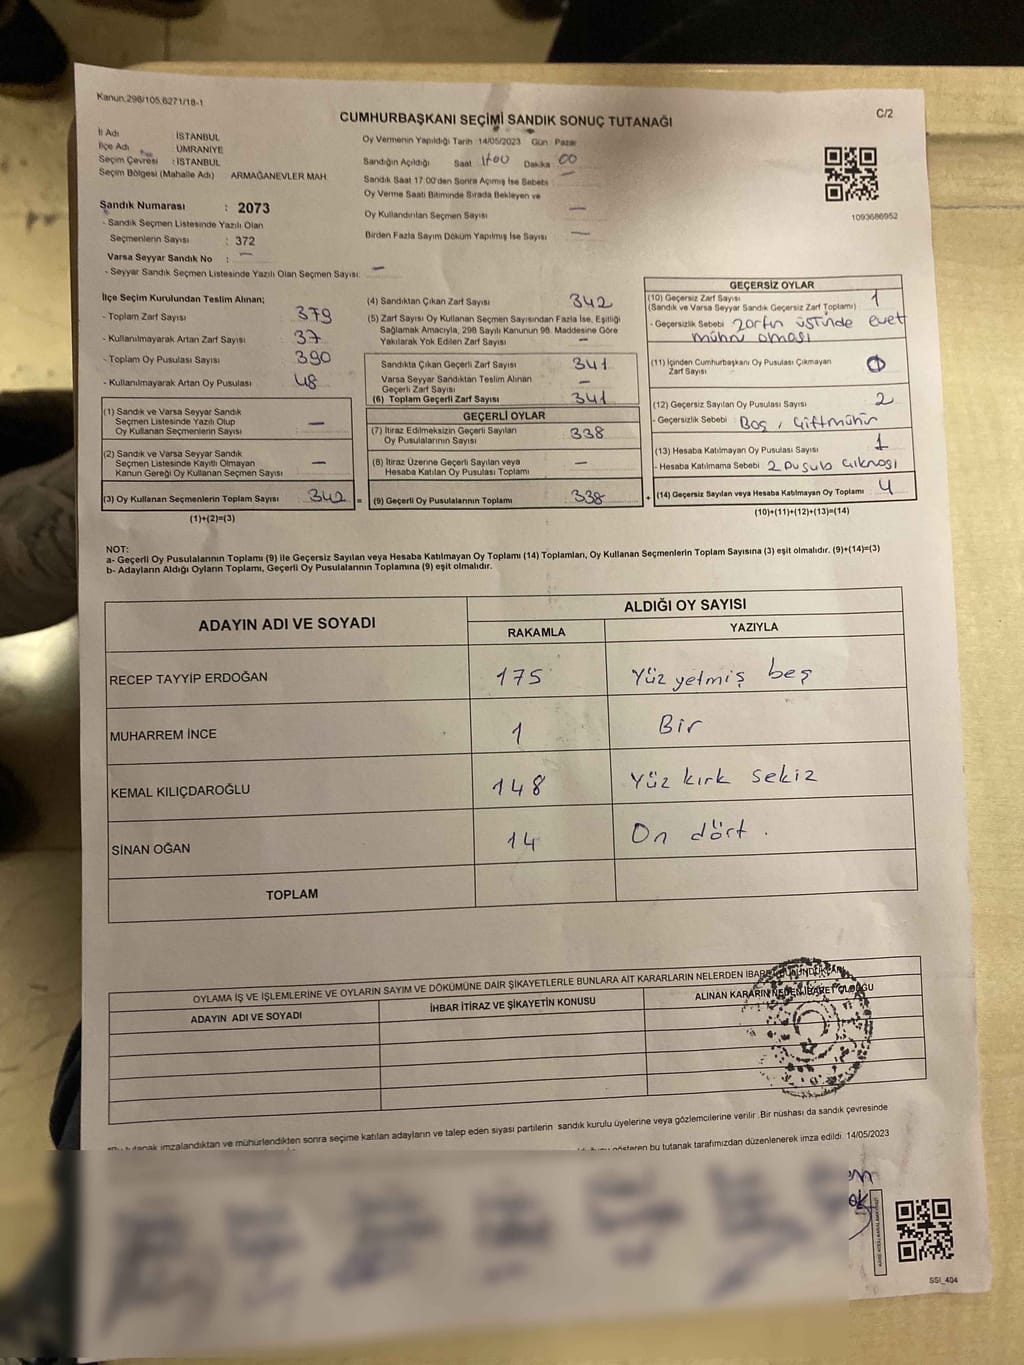 Kanun.298/105.6271/18-1
C/2
CUMHURBAŞKANI SEÇİMİ SANDIK SONUÇ TUTANAĞI
İl Adı : İSTANBUL
İlçe Adı : ÜMRANİYE
Seçim Çevresi : İSTANBUL
Seçim Bölgesi (Mahalle Adı) : ARMAĞANEVLER MAH
Sandık Numarası : 2073
- Sandık Seçmen Listesinde Yazılı Olan
Seçmenlerin Sayısı : 372
Varsa Seyyar Sandık No : —
- Seyyar Sandık Seçmen Listesinde Yazılı Olan Seçmen Sayısı: —
Oy Vermenin Yapıldığı Tarih 14/05/2023 Gün Pazar
Sandığın Açıldığı Saat 1700 Dakika 00
Sandık Saat 17:00'den Sonra Açılmış İse Sebebi —
Oy Verme Saati Bitiminde Sırada Bekleyen ve
Oy Kullandırılan Seçmen Sayısı —
Birden Fazla Sayım Döküm Yapılmış İse Sayısı —
1093686952
İlçe Seçim Kurulundan Teslim Alınan;
- Toplam Zarf Sayısı 379
- Kullanılmayarak Artan Zarf Sayısı 37
- Toplam Oy Pusulası Sayısı 390
- Kullanılmayarak Artan Oy Pusulası 48
(1) Sandık ve Varsa Seyyar Sandık
Seçmen Listesinde Yazılı Olup
Oy Kullanan Seçmenlerin Sayısı —
(2) Sandık ve Varsa Seyyar Sandık
Seçmen Listesinde Kayıtlı Olmayan
Kanun Gereği Oy Kullanan Seçmen Sayısı —
(3) Oy Kullanan Seçmenlerin Toplam Sayısı 342 =
(1)+(2)=(3)
(4) Sandıktan Çıkan Zarf Sayısı 342
(5) Zarf Sayısı Oy Kullanan Seçmen Sayısından Fazla İse, Eşitliği
Sağlamak Amacıyla, 298 Sayılı Kanunun 98. Maddesine Göre
Yakılarak Yok Edilen Zarf Sayısı —
Sandıkta Çıkan Geçerli Zarf Sayısı 341
Varsa Seyyar Sandıktan Teslim Alınan
Geçerli Zarf Sayısı —
(6) Toplam Geçerli Zarf Sayısı 341
GEÇERLİ OYLAR
(7) İtiraz Edilmeksizin Geçerli Sayılan
Oy Pusulalarının Sayısı 338
(8) İtiraz Üzerine Geçerli Sayılan veya
Hesaba Katılan Oy Pusulası Toplamı —
(9) Geçerli Oy Pusulalarının Toplamı 338 +
GEÇERSİZ OYLAR
(10) Geçersiz Zarf Sayısı 1
(Sandık ve Varsa Seyyar Sandık Geçersiz Zarf Toplamı)
- Geçersizlik Sebebi Zarfın üstünde evet
mührü olması
(11) İçinden Cumhurbaşkanı Oy Pusulası Çıkmayan
Zarf Sayısı 0
(12) Geçersiz Sayılan Oy Pusulası Sayısı 2
- Geçersizlik Sebebi Boş, Çiftmühür
(13) Hesaba Katılmayan Oy Pusulası Sayısı 1
- Hesaba Katılmama Sebebi 2 pusula çıkması
(14) Geçersiz Sayılan veya Hesaba Katılmayan Oy Toplamı 4
(10)+(11)+(12)+(13)=(14)
NOT:
a- Geçerli Oy Pusulalarının Toplamı (9) ile Geçersiz Sayılan veya Hesaba Katılmayan Oy Toplamı (14) Toplamları, Oy Kullanan Seçmenlerin Toplam Sayısına (3) eşit olmalıdır. (9)+(14)=(3)
b- Adayların Aldığı Oyların Toplamı, Geçerli Oy Pusulalarının Toplamına (9) eşit olmalıdır.
ADAYIN ADI VE SOYADI
ALDIĞI OY SAYISI
RAKAMLA YAZIYLA
RECEP TAYYİP ERDOĞAN 175 Yüz yetmiş beş
MUHARREM İNCE 1 Bir
KEMAL KILIÇDAROĞLU 148 Yüz kırk sekiz
SİNAN OĞAN 14 On dört.
TOPLAM
OYLAMA İŞ VE İŞLEMLERİNE VE OYLARIN SAYIM VE DÖKÜMÜNE DAİR ŞİKAYETLERLE BUNLARA AİT KARARLARIN NELERDEN İBARET BULUNDUKLARI
ADAYIN ADI VE SOYADI
İHBAR İTİRAZ VE ŞİKAYETİN KONUSU
ALINAN KARARIN NEDEN İBARET OLDUĞU
tutanak imzalandıktan ve mühürlendikten sonra seçime katılan adayların ve talep eden siyasi partilerin sandık kurulu üyelerine veya gözlemcilerine verilir. Bir nüshası da sandık çevresinde
gösteren bu tutanak tarafımızdan düzenlenerek imza edildi. 14/05/2023
SSI_404